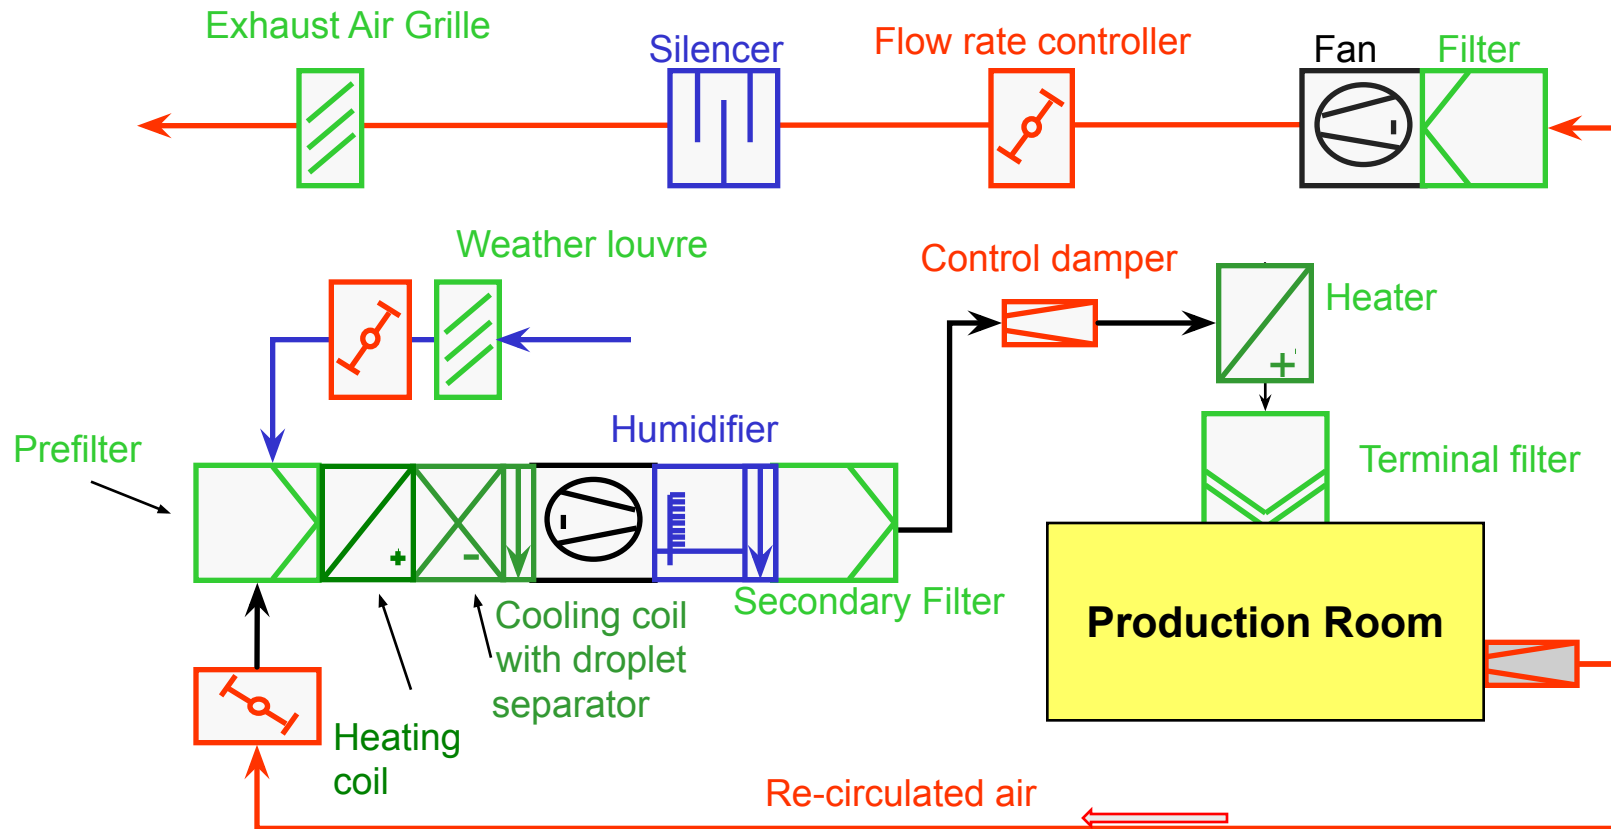 Exhaust Air Grille
Silencer
Flow rate controller
Fan
Filter
Weather louvre
Control damper
Heater
Prefilter
Humidifier
Terminal filter
Cooling coil
with droplet
separator
Secondary Filter
Production Room
Heating
coil
Re-circulated air